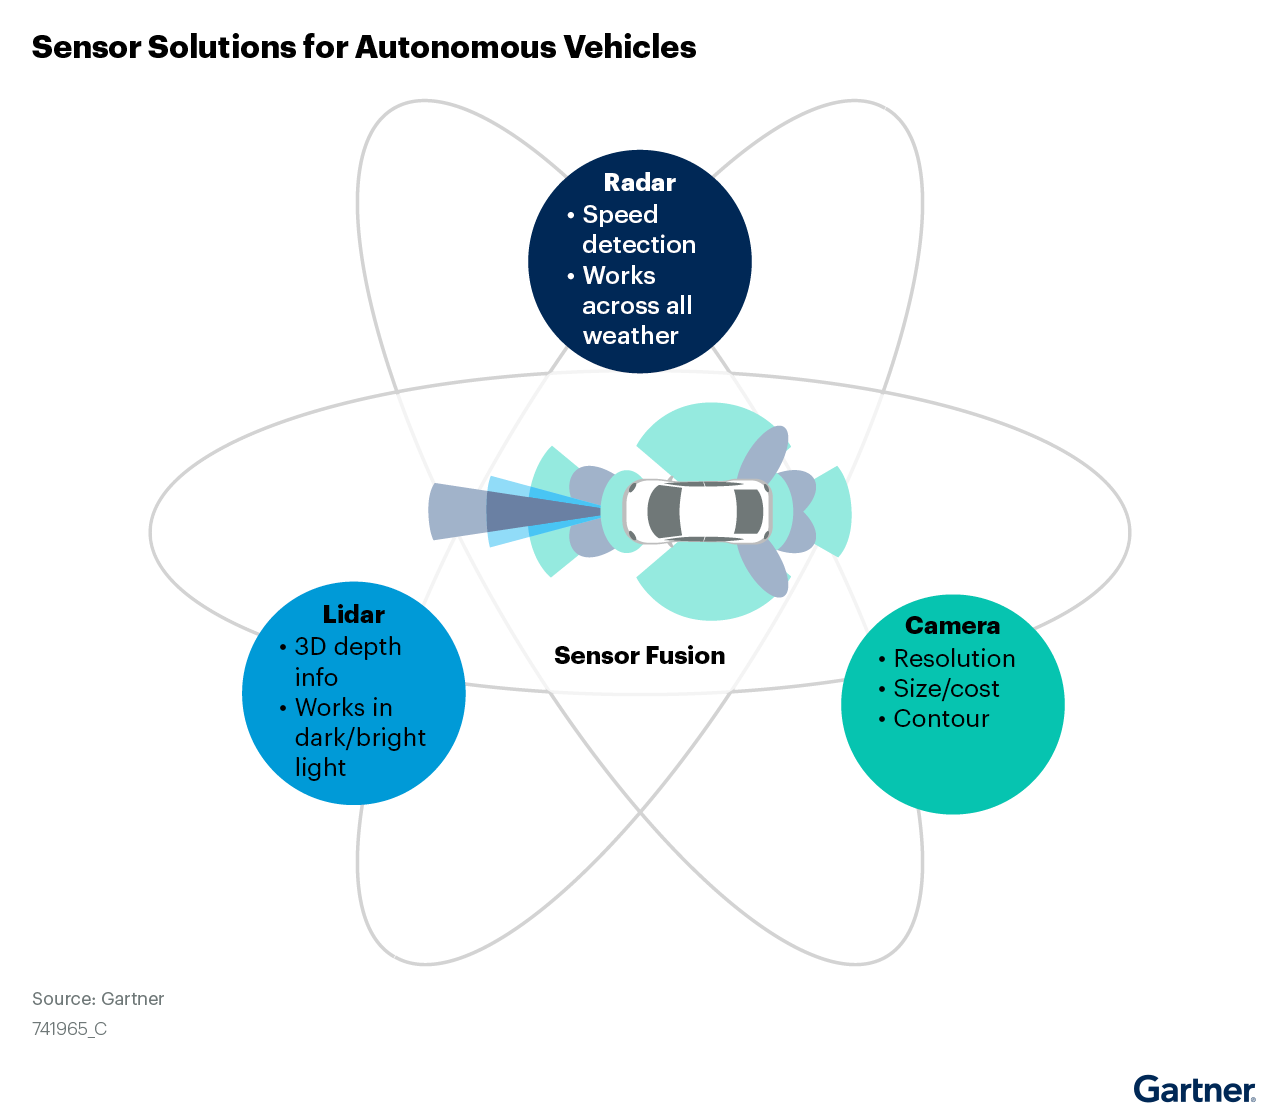 Sensor Solutions for Autonomous Vehicles
Radar
• Speed
detection
• Works
across all
weather
Lidar
• 3D depth
info
• Works in
dark/bright
light
Sensor Fusion
Camera
• Resolution
• Size/cost
• Contour
Source: Gartner
741965_C
Gartner®